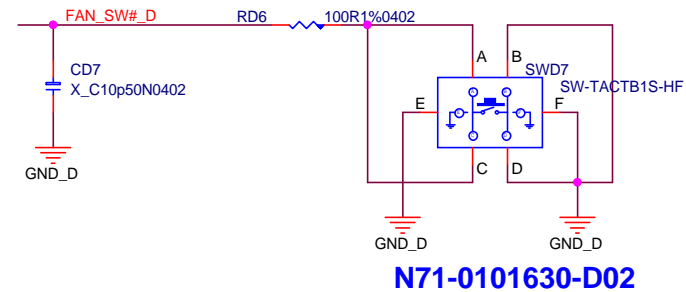 FAN_SW#_D
RD6
100R1%0402
A
B
CD7
X_C10p50N0402
SWD7
SW-TACTB1S-HF
E
F
C
D
GND_D
GND_D
GND_D
N71-0101630-D02